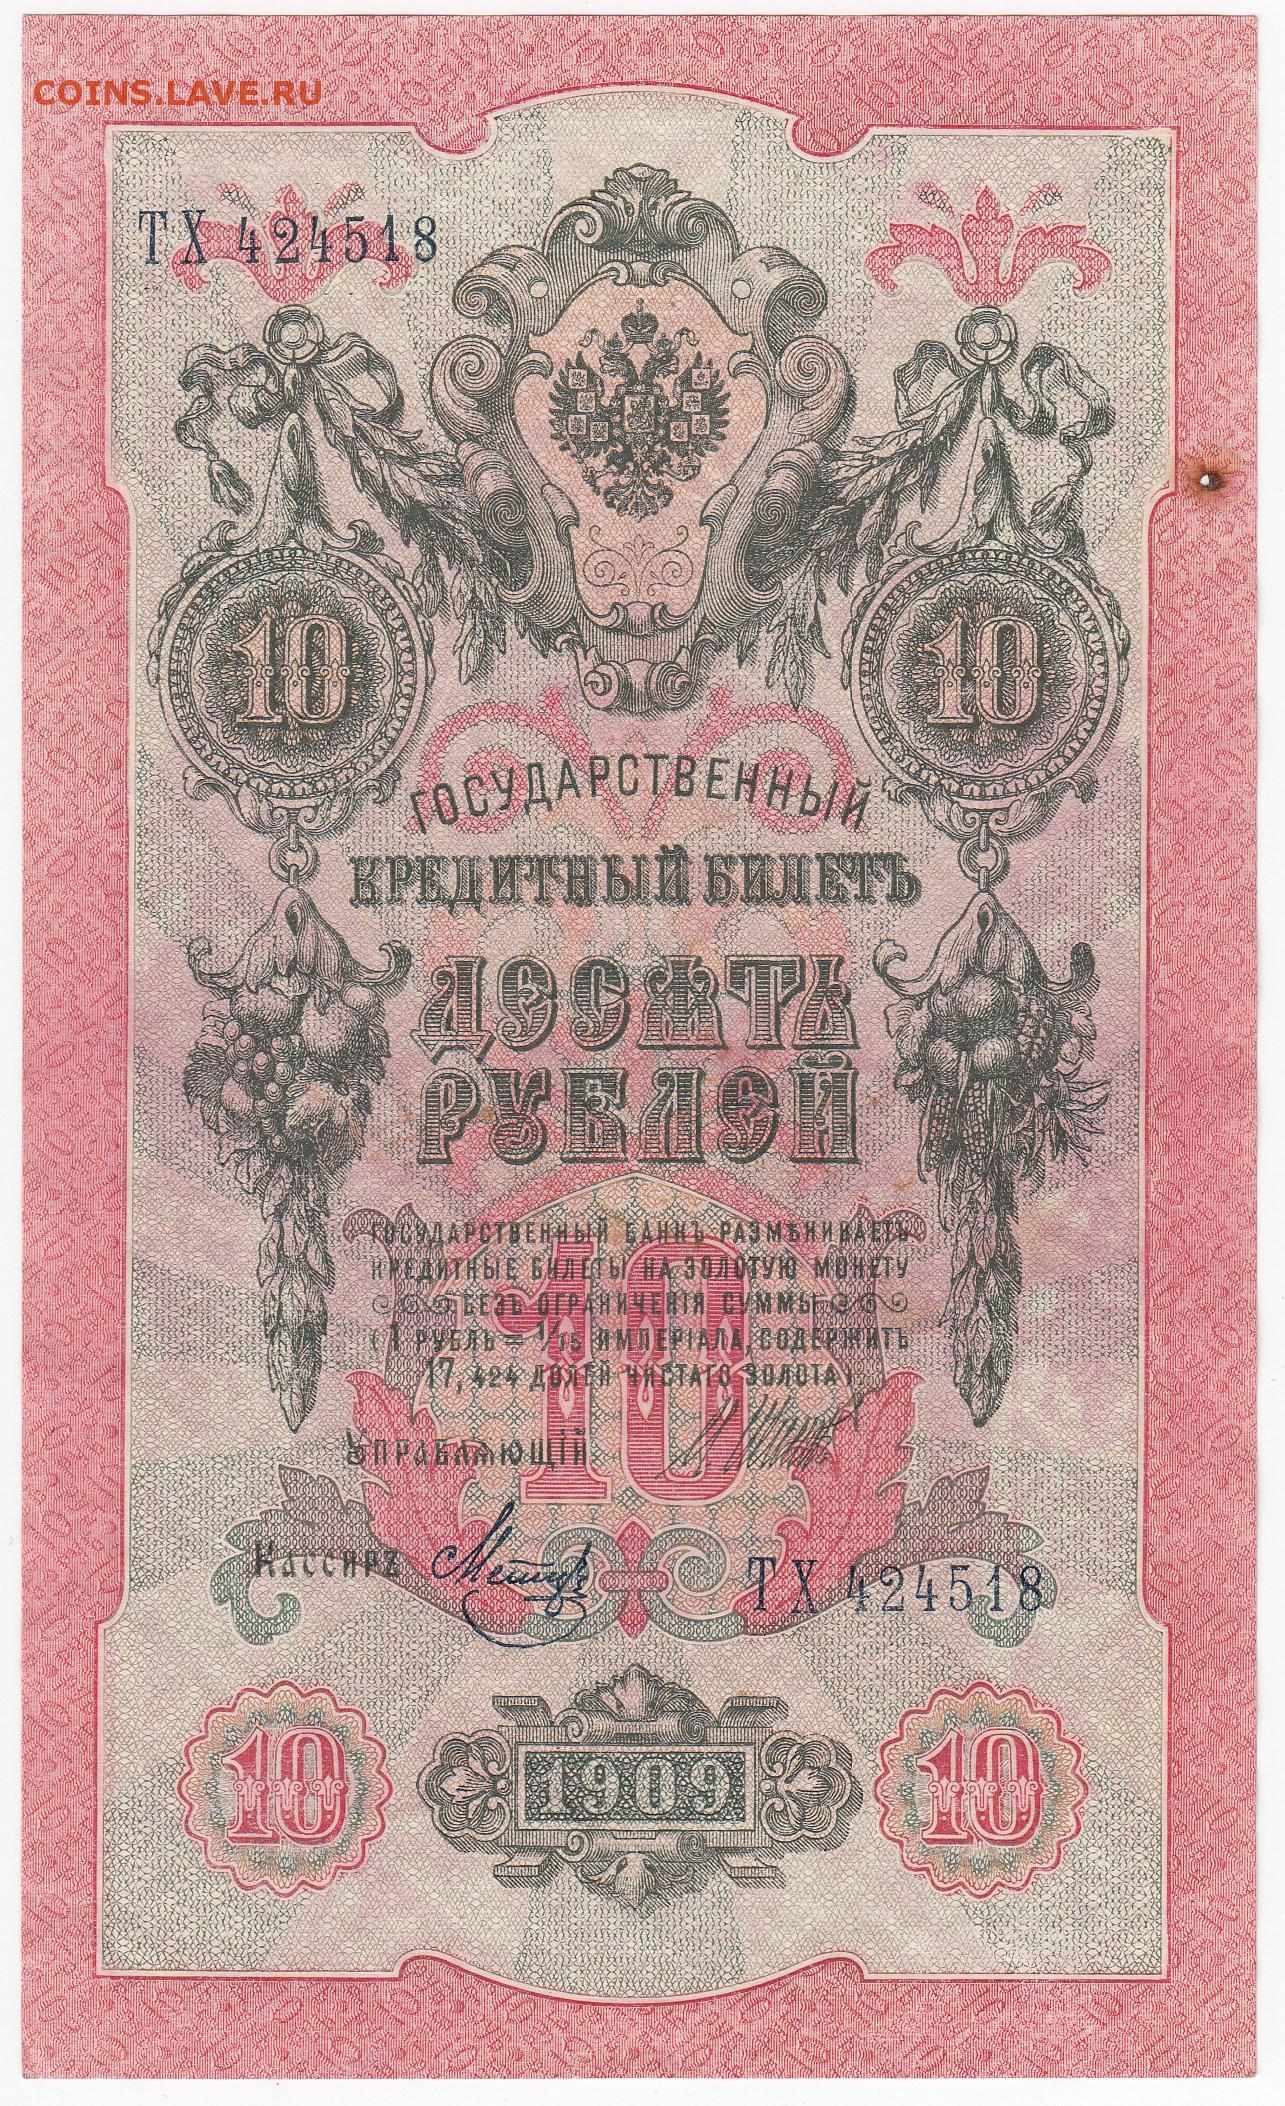 COINS.LAVE.RU
ТХ 424518
10 10
ГОСУДАРСТВЕННЫЙ
КРЕДИТНЫЙ БИЛЕТЪ
ДЕСЯТЬ
РУБЛЕЙ
ГОСУДАРСТВЕННЫЙ БАНКЪ РАЗМѢНИВАЕТЪ
КРЕДИТНЫЕ БИЛЕТЫ НА ЗОЛОТУЮ МОНЕТУ
БЕЗЪ ОГРАНИЧЕНІЯ СУММЫ
(1 РУБЛЬ = 1/15 ИМПЕРІАЛА, СОДЕРЖИТЪ
17,424 ДОЛЕЙ ЧИСТАГО ЗОЛОТА)
10
УПРАВЛЯЮЩІЙ
КАССИРЪ
ТХ 424518
10 1909 10